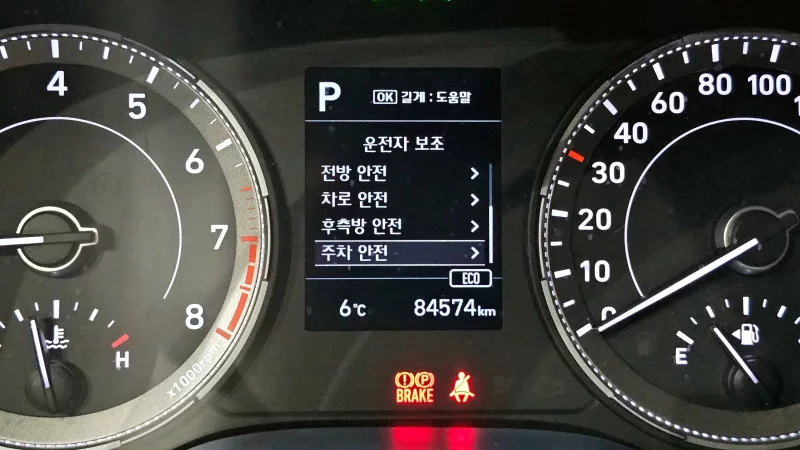 4
5
6
7
8
x1000rpm
H
P OK 길게 : 도움말
운전자 보조
전방 안전
차로 안전
후측방 안전
주차 안전
ECO
6℃ 84574km
P
BRAKE
0
10
20
30
40
60
80
100
E